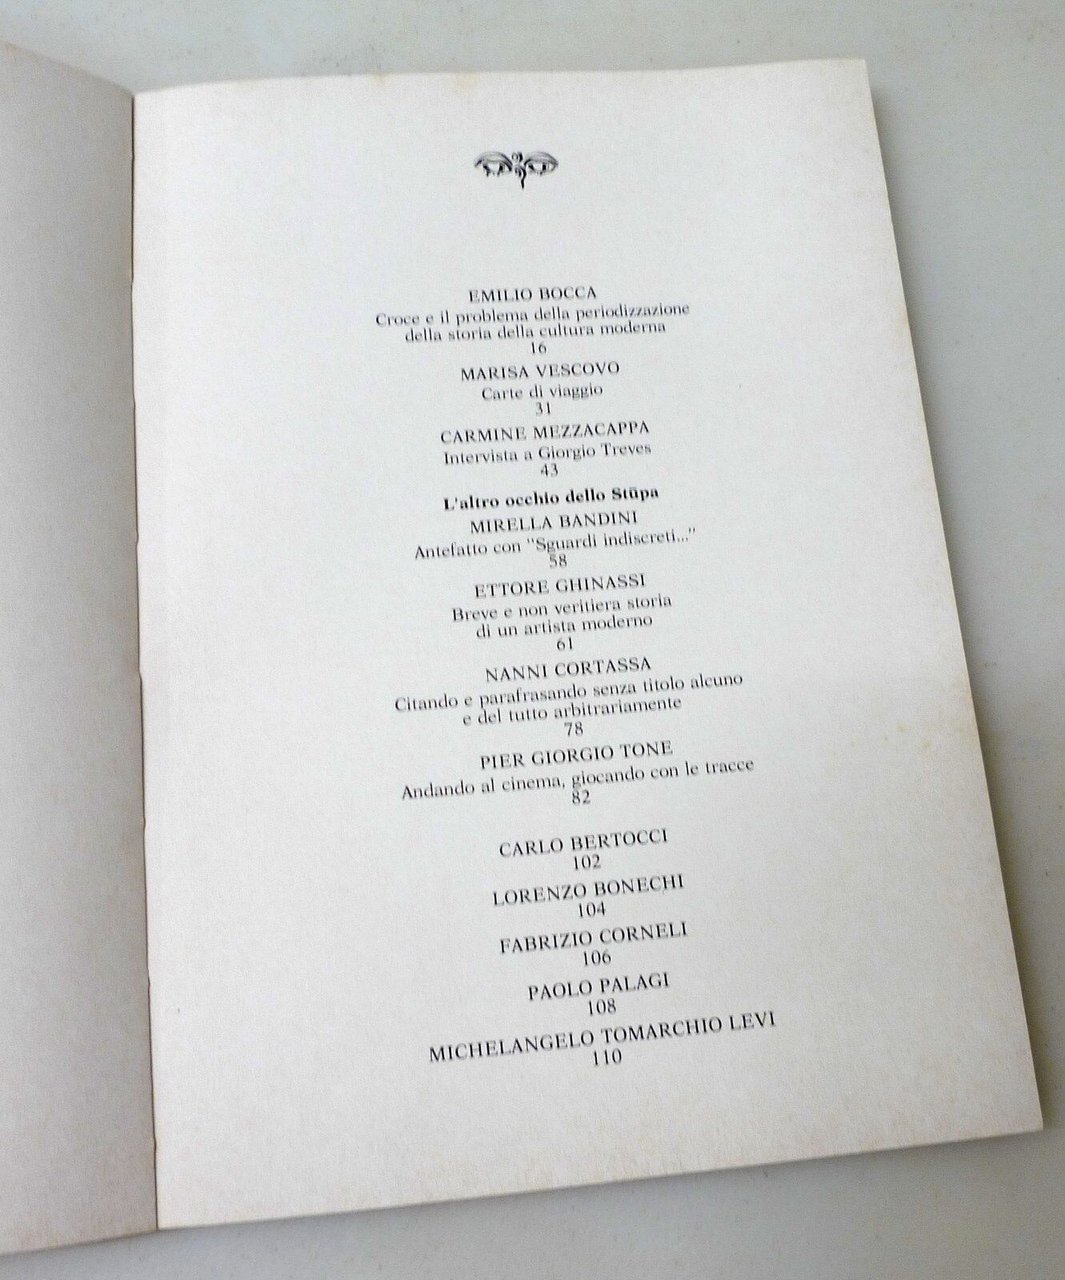 EMILIO BOCCA
Croce e il problema della periodizzazione
della storia della cultura moderna
16
MARISA VESCOVO
Carte di viaggio
31
CARMINE MEZZACAPPA
Intervista a Giorgio Treves
43
L'altro occhio dello Stūpa
MIRELLA BANDINI
Antefatto con "Sguardi indiscreti..."
58
ETTORE GHINASSI
Breve e non veritiera storia
di un artista moderno
61
NANNI CORTASSA
Citando e parafrasando senza titolo alcuno
e del tutto arbitrariamente
78
PIER GIORGIO TONE
Andando al cinema, giocando con le tracce
82
CARLO BERTOCCI
102
LORENZO BONECHI
104
FABRIZIO CORNELI
106
PAOLO PALAGI
108
MICHELANGELO TOMARCHIO LEVI
110